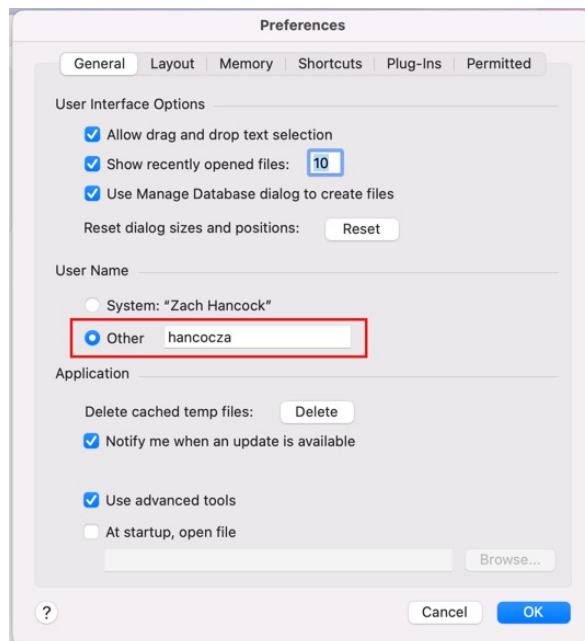 Preferences
General Layout Memory Shortcuts Plug-Ins Permitted
User Interface Options
Allow drag and drop text selection
Show recently opened files: 10
Use Manage Database dialog to create files
Reset dialog sizes and positions: Reset
User Name
System: “Zach Hancock”
Other hancocza
Application
Delete cached temp files: Delete
Notify me when an update is available
Use advanced tools
At startup, open file
Browse...
? Cancel OK